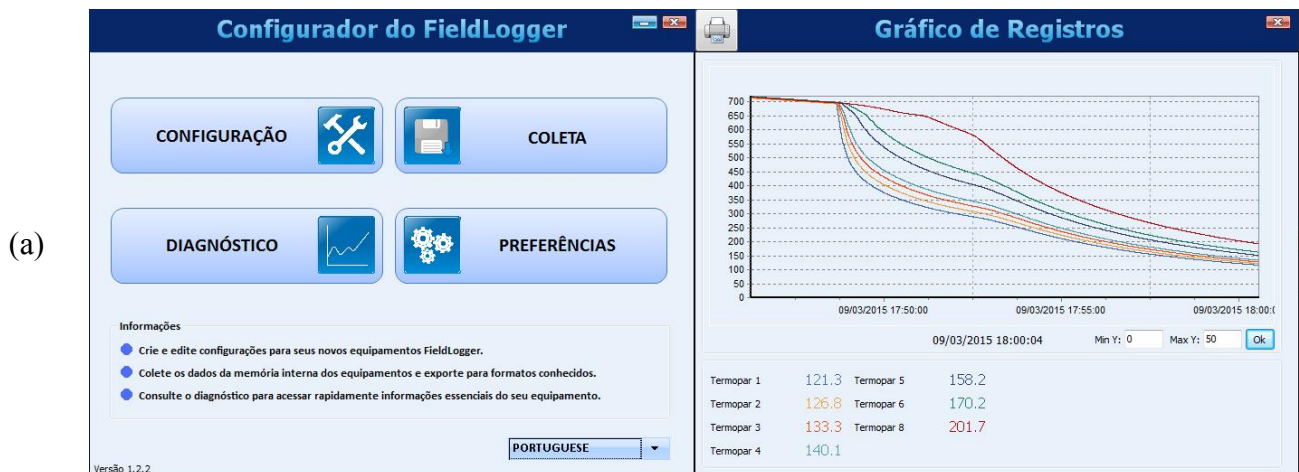 (a)
Configurador do FieldLogger
CONFIGURAÇÃO
COLETA
DIAGNÓSTICO
PREFERÊNCIAS
Informações
Crie e edite configurações para seus novos equipamentos FieldLogger.
Colete os dados da memória interna dos equipamentos e exporte para formatos conhecidos.
Consulte o diagnóstico para acessar rapidamente informações essenciais do seu equipamento.
PORTUGUESE
Versão 1.2.2
Gráfico de Registros
700
650
600
550
500
450
400
350
300
250
200
150
100
50
0
09/03/2015 17:50:00 09/03/2015 17:55:00 09/03/2015 18:00:(
09/03/2015 18:00:04 Min Y: 0 Max Y: 50 Ok
Termopar 1 121.3 Termopar 5 158.2
Termopar 2 126.8 Termopar 6 170.2
Termopar 3 133.3 Termopar 8 201.7
Termopar 4 140.1